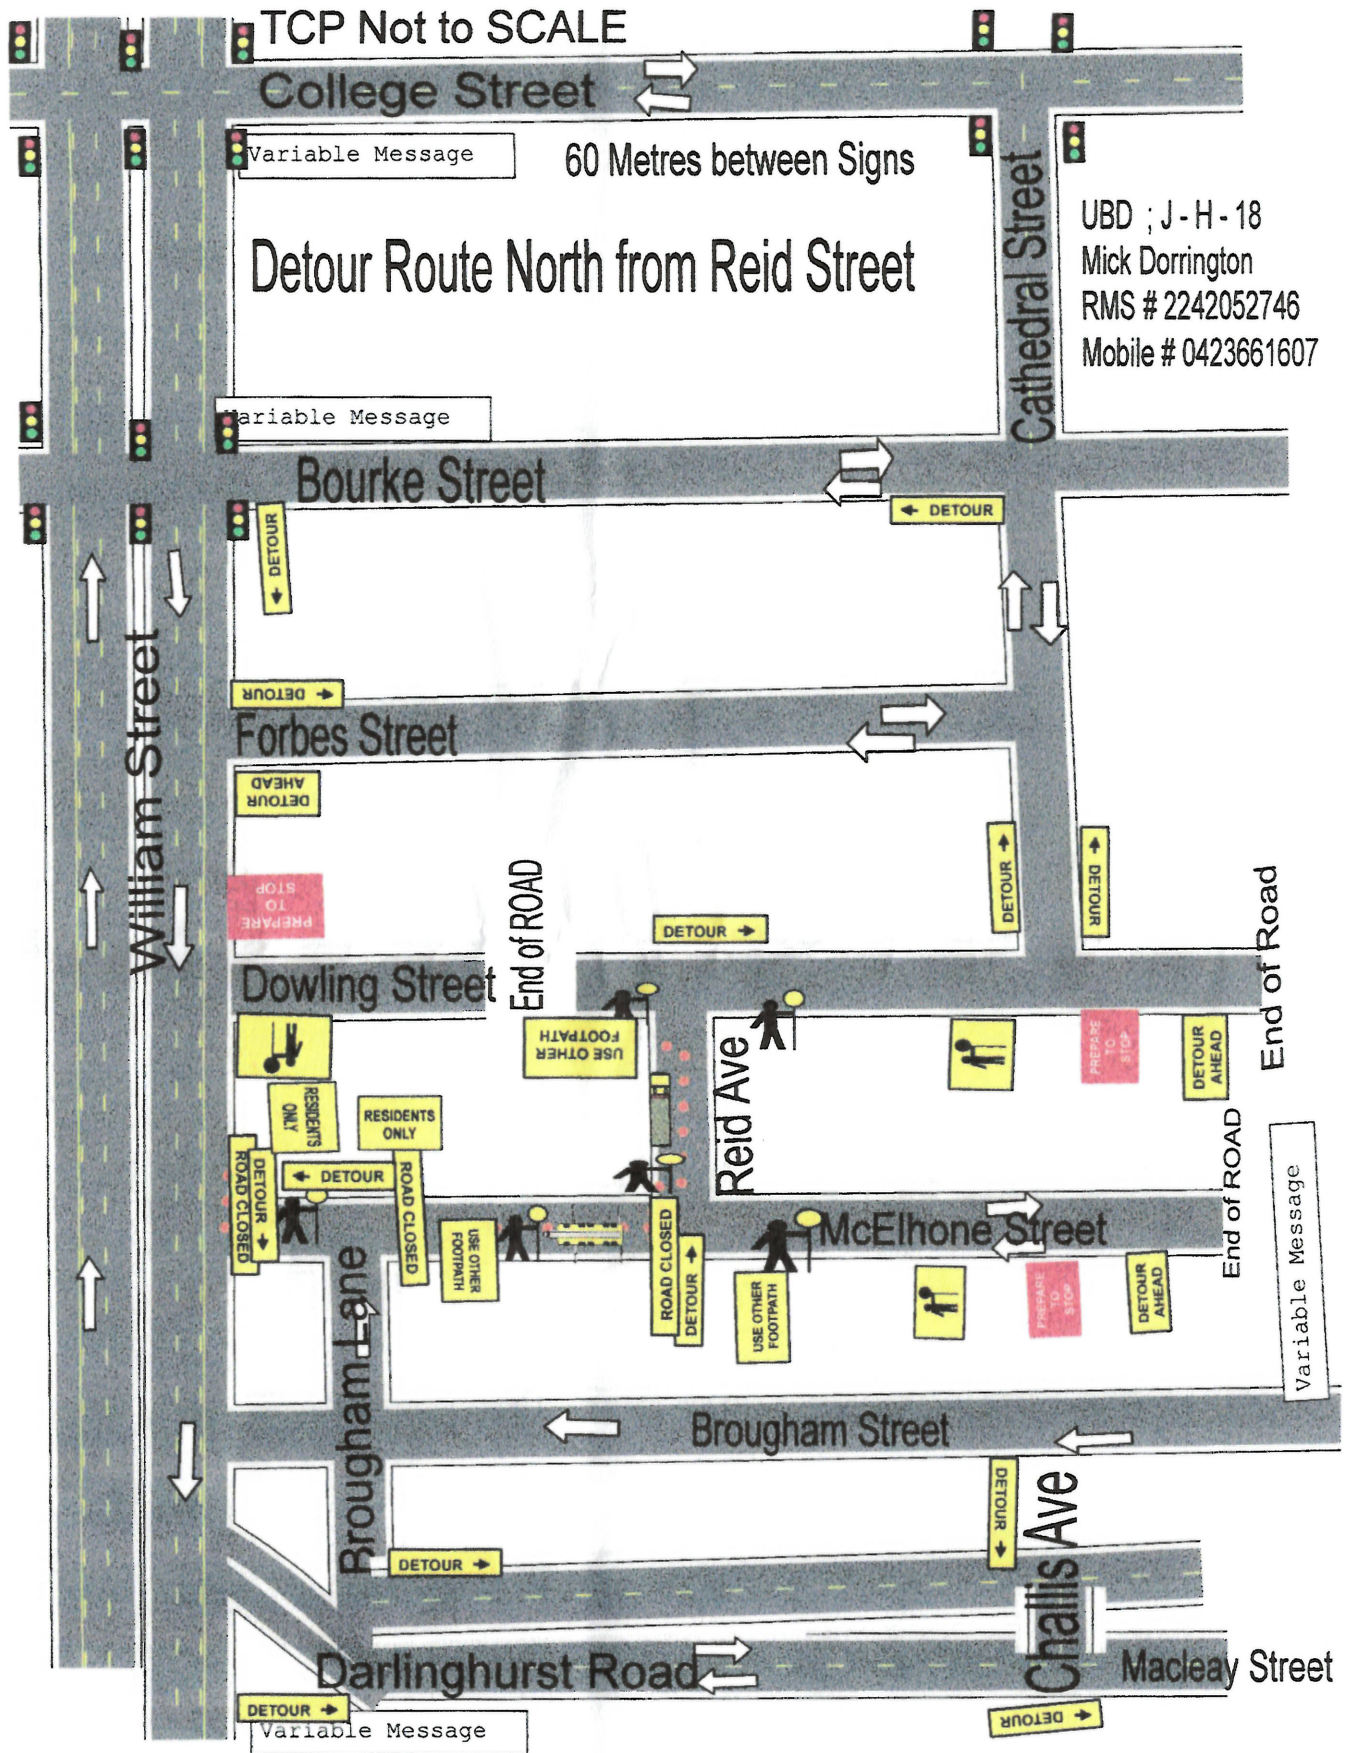 TCP Not to SCALE
College Street
Variable Message
60 Metres between Signs
Cathedral Street
UBD ; J - H - 18
Mick Dorrington
RMS # 2242052746
Mobile # 0423661607
Detour Route North from Reid Street
Variable Message
Bourke Street
← DETOUR
← DETOUR
William Street
DETOUR →
Forbes Street
DETOUR
AHEAD
PREPARE
TO
STOP
End of ROAD
DETOUR →
DETOUR →
← DETOUR
End of Road
Dowling Street
USE OTHER
FOOTPATH
Reid Ave
PREPARE
TO
STOP
DETOUR
AHEAD
RESIDENTS
ONLY
RESIDENTS
ONLY
ROAD CLOSED
DETOUR →
← DETOUR
ROAD CLOSED
USE OTHER
FOOTPATH
ROAD CLOSED
DETOUR →
USE OTHER
FOOTPATH
McElhone Street
PREPARE
TO
STOP
DETOUR
AHEAD
End of ROAD
Variable Message
Brougham Lane
Brougham Street
DETOUR →
DETOUR →
Challis Ave
Darlinghurst Road
Macleay Street
DETOUR →
Variable Message
← DETOUR